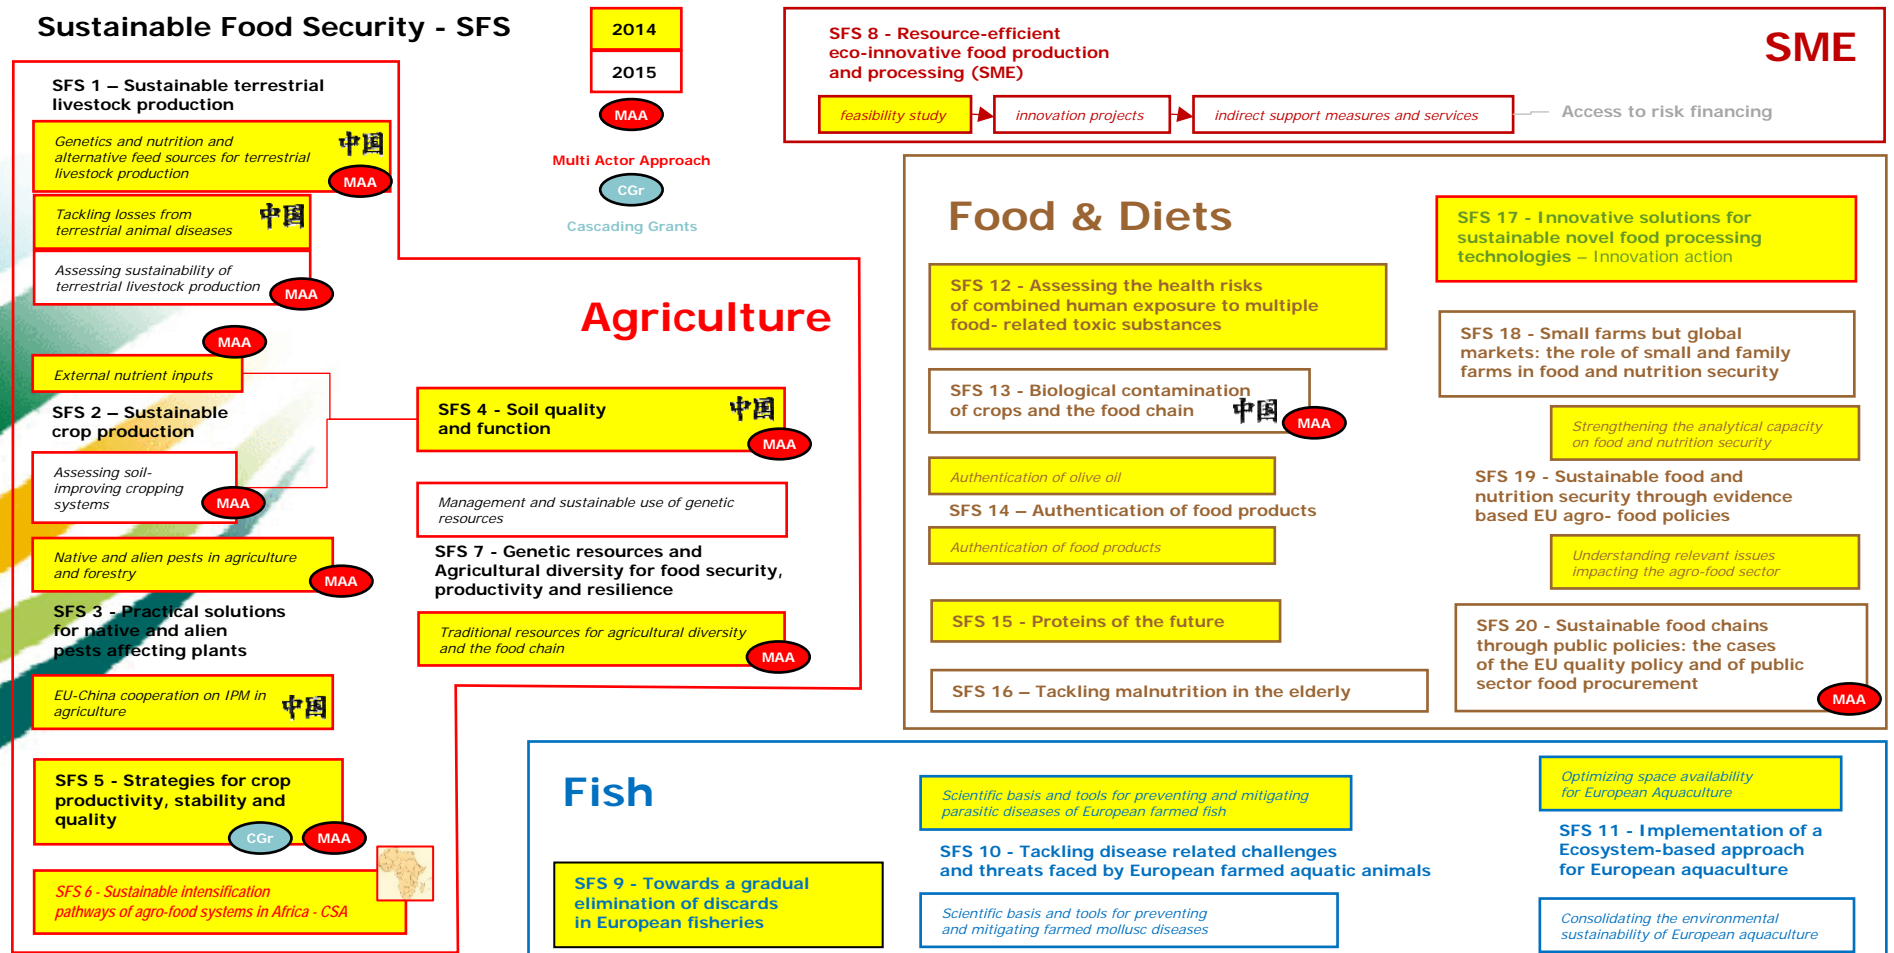 Sustainable Food Security - SFS
2014
2015
MAA
Multi Actor Approach
CGr
Cascading Grants
SFS 8 - Resource-efficient
eco-innovative food production
and processing (SME)
SME
feasibility study
innovation projects
indirect support measures and services
Access to risk financing
SFS 1 – Sustainable terrestrial
livestock production
Genetics and nutrition and
alternative feed sources for terrestrial
livestock production
中国
MAA
Tackling losses from
terrestrial animal diseases
中国
Assessing sustainability of
terrestrial livestock production
MAA
Agriculture
MAA
External nutrient inputs
SFS 2 – Sustainable
crop production
Assessing soil-
improving cropping
systems
MAA
Native and alien pests in agriculture
and forestry
MAA
SFS 3 - Practical solutions
for native and alien
pests affecting plants
EU-China cooperation on IPM in
agriculture
中国
SFS 4 - Soil quality
and function
中国
MAA
Management and sustainable use of genetic
resources
SFS 7 - Genetic resources and
Agricultural diversity for food security,
productivity and resilience
Traditional resources for agricultural diversity
and the food chain
MAA
SFS 5 - Strategies for crop
productivity, stability and
quality
CGr
MAA
SFS 6 - Sustainable intensification
pathways of agro-food systems in Africa - CSA
Food & Diets
SFS 12 - Assessing the health risks
of combined human exposure to multiple
food- related toxic substances
SFS 13 - Biological contamination
of crops and the food chain
中国
MAA
Authentication of olive oil
SFS 14 – Authentication of food products
Authentication of food products
SFS 15 - Proteins of the future
SFS 16 – Tackling malnutrition in the elderly
SFS 17 - Innovative solutions for
sustainable novel food processing
technologies – Innovation action
SFS 18 - Small farms but global
markets: the role of small and family
farms in food and nutrition security
Strengthening the analytical capacity
on food and nutrition security
SFS 19 - Sustainable food and
nutrition security through evidence
based EU agro- food policies
Understanding relevant issues
impacting the agro-food sector
SFS 20 - Sustainable food chains
through public policies: the cases
of the EU quality policy and of public
sector food procurement
MAA
Fish
SFS 9 - Towards a gradual
elimination of discards
in European fisheries
Scientific basis and tools for preventing and mitigating
parasitic diseases of European farmed fish
SFS 10 - Tackling disease related challenges
and threats faced by European farmed aquatic animals
Scientific basis and tools for preventing
and mitigating farmed mollusc diseases
Optimizing space availability
for European Aquaculture
SFS 11 - Implementation of a
Ecosystem-based approach
for European aquaculture
Consolidating the environmental
sustainability of European aquaculture